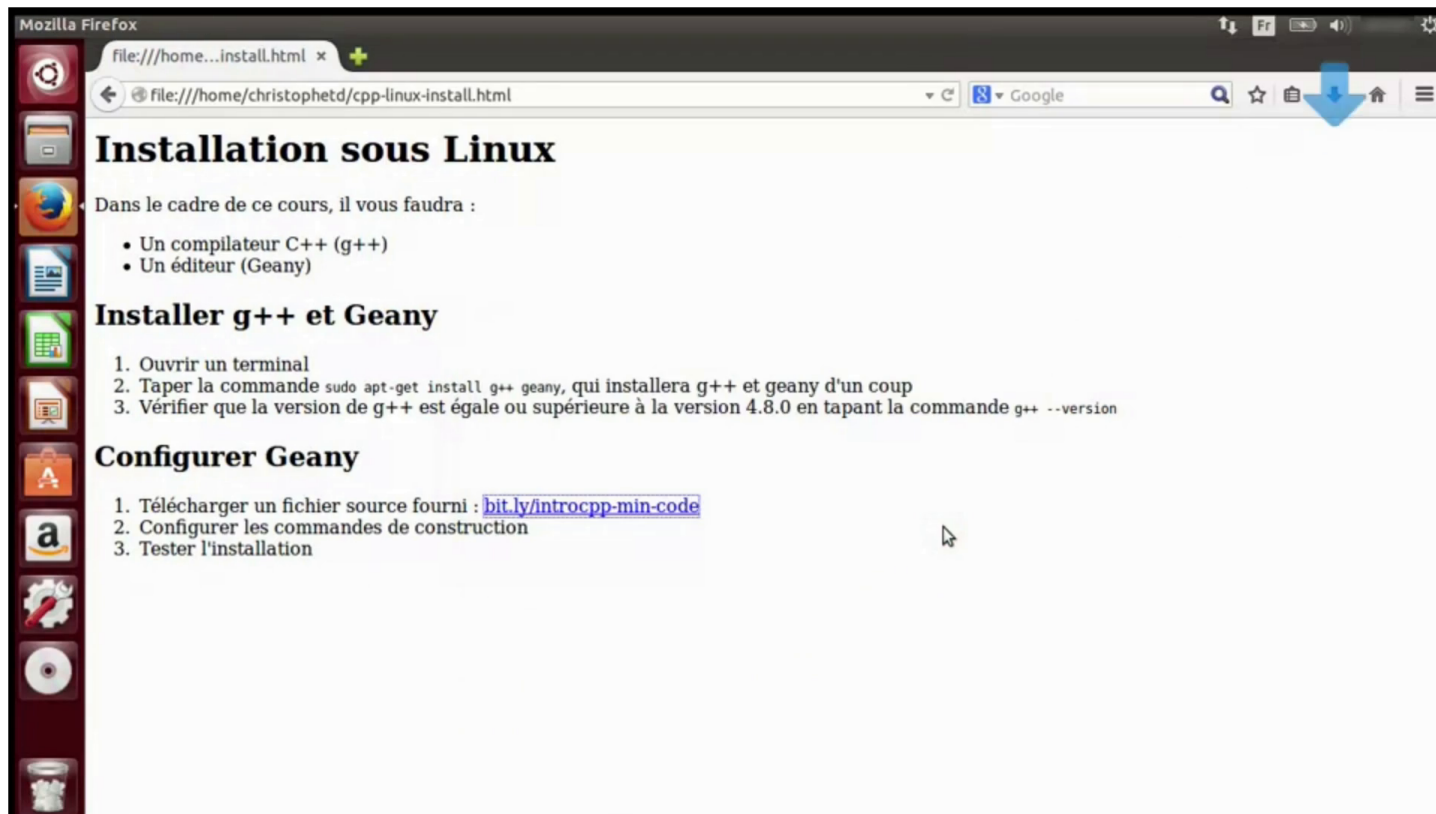 Mozilla Firefox
Fr
file:///home...install.html
file:///home/christophetd/cpp-linux-install.html
8 Google
Installation sous Linux
Dans le cadre de ce cours, il vous faudra :
• Un compilateur C++ (g++)
• Un éditeur (Geany)
Installer g++ et Geany
1. Ouvrir un terminal
2. Taper la commande sudo apt-get install g++ geany, qui installera g++ et geany d'un coup
3. Vérifier que la version de g++ est égale ou supérieure à la version 4.8.0 en tapant la commande g++ --version
Configurer Geany
1. Télécharger un fichier source fourni : bit.ly/introcpp-min-code
2. Configurer les commandes de construction
3. Tester l'installation